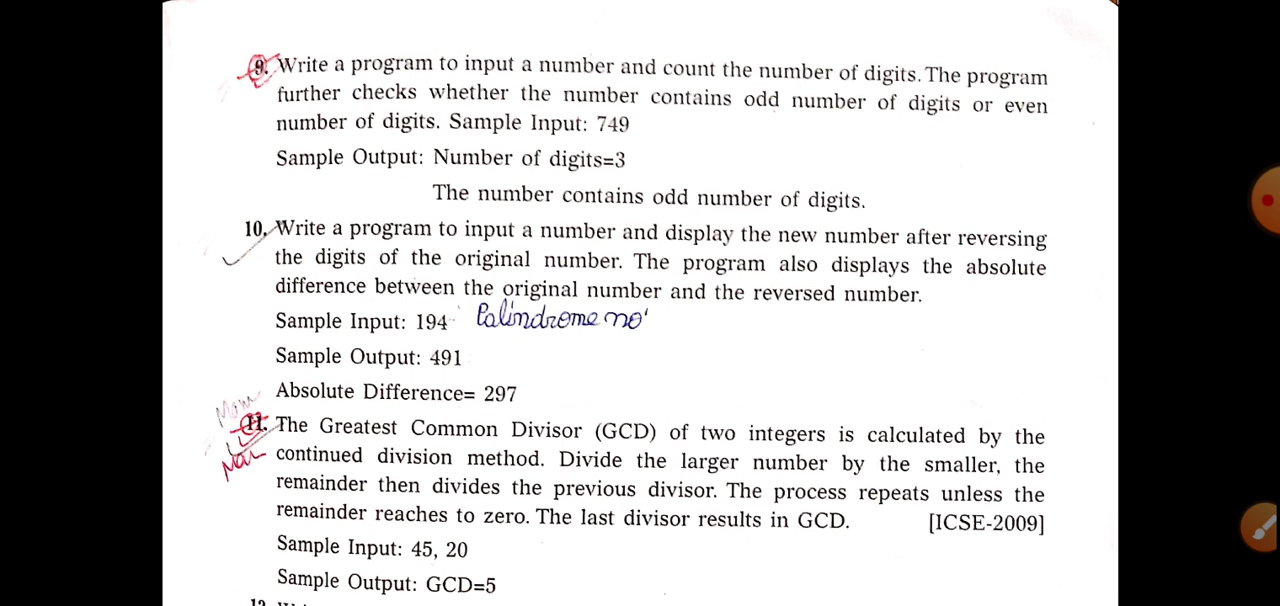 9. Write a program to input a number and count the number of digits. The program
further checks whether the number contains odd number of digits or even
number of digits. Sample Input: 749
Sample Output: Number of digits=3
The number contains odd number of digits.
10. Write a program to input a number and display the new number after reversing
the digits of the original number. The program also displays the absolute
difference between the original number and the reversed number.
Sample Input: 194 Palindrome no'
Sample Output: 491
Absolute Difference= 297
11. The Greatest Common Divisor (GCD) of two integers is calculated by the
continued division method. Divide the larger number by the smaller, the
remainder then divides the previous divisor. The process repeats unless the
remainder reaches to zero. The last divisor results in GCD. [ICSE-2009]
Sample Input: 45, 20
Sample Output: GCD=5